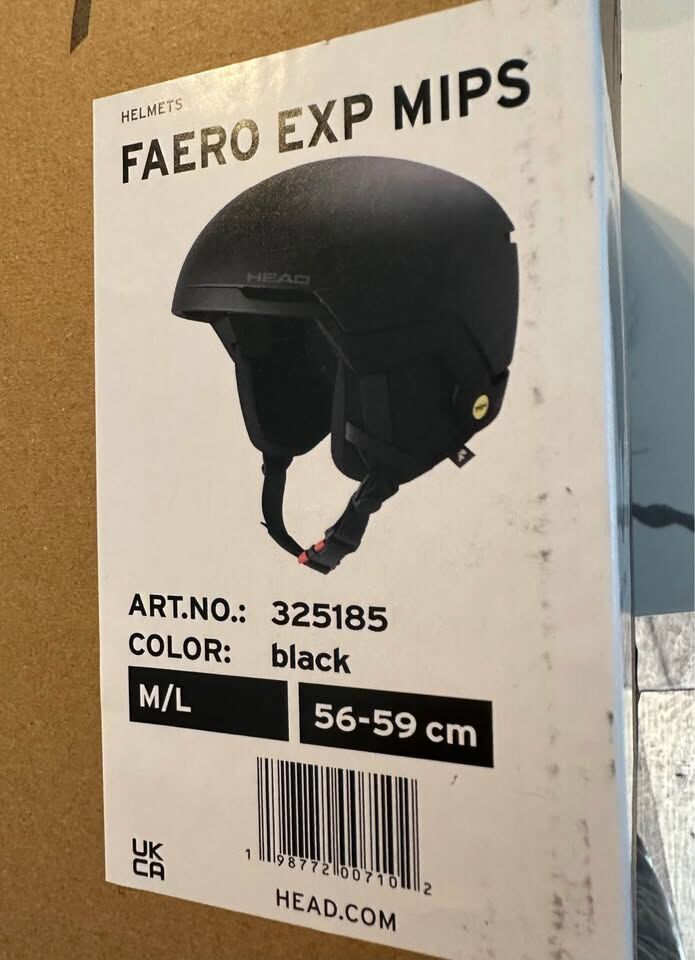 HELMETS
FAERO EXP MIPS
HEAD
ART.NO.: 325185
COLOR: black
M/L
56-59 cm
1 98772 00710 2
UK
CA
HEAD.COM